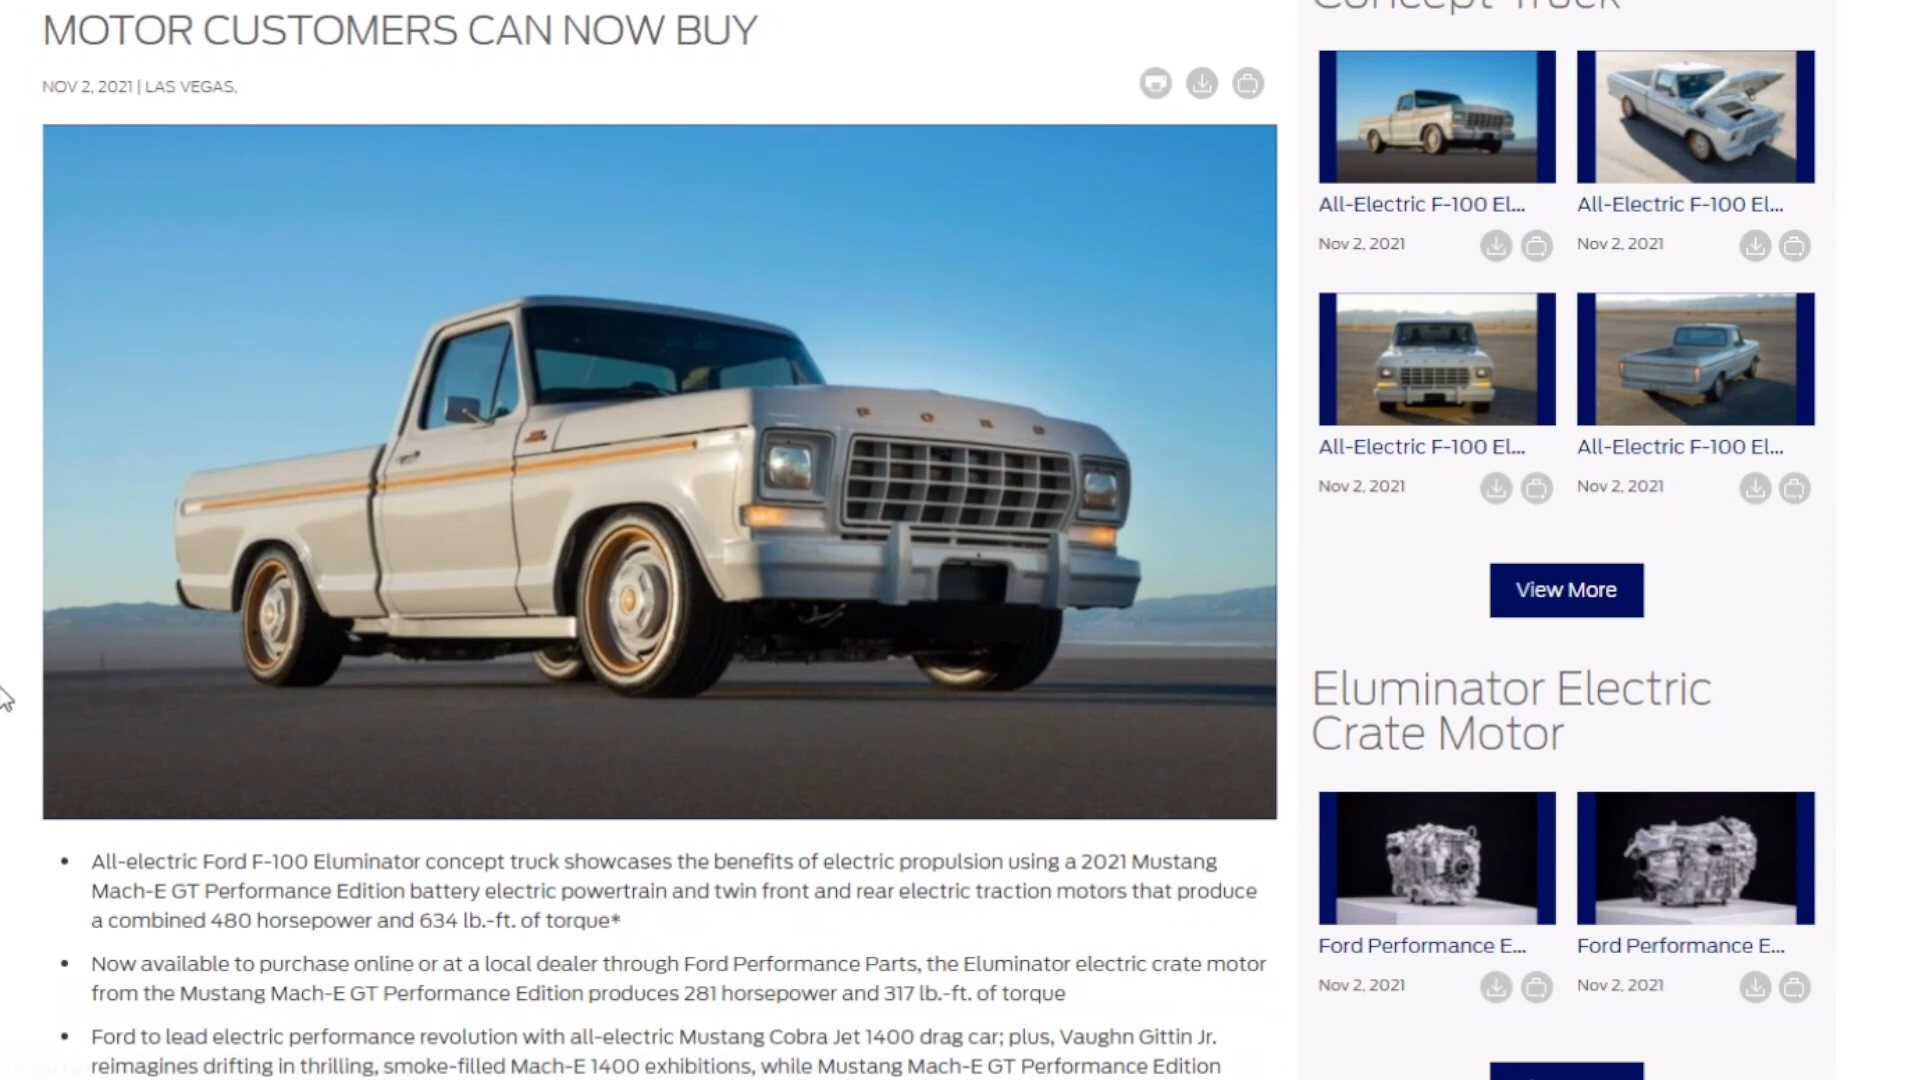 MOTOR CUSTOMERS CAN NOW BUY
NOV 2, 2021 | LAS VEGAS,
F O R D
All-electric Ford F-100 Eluminator concept truck showcases the benefits of electric propulsion using a 2021 Mustang
Mach-E GT Performance Edition battery electric powertrain and twin front and rear electric traction motors that produce
a combined 480 horsepower and 634 lb.-ft. of torque*
Now available to purchase online or at a local dealer through Ford Performance Parts, the Eluminator electric crate motor
from the Mustang Mach-E GT Performance Edition produces 281 horsepower and 317 lb.-ft. of torque
Ford to lead electric performance revolution with all-electric Mustang Cobra Jet 1400 drag car; plus, Vaughn Gittin Jr.
reimagines drifting in thrilling, smoke-filled Mach-E 1400 exhibitions, while Mustang Mach-E GT Performance Edition
Concept Truck
All-Electric F-100 El...
Nov 2, 2021
All-Electric F-100 El...
Nov 2, 2021
All-Electric F-100 El...
Nov 2, 2021
All-Electric F-100 El...
Nov 2, 2021
View More
Eluminator Electric
Crate Motor
Ford Performance E...
Nov 2, 2021
Ford Performance E...
Nov 2, 2021